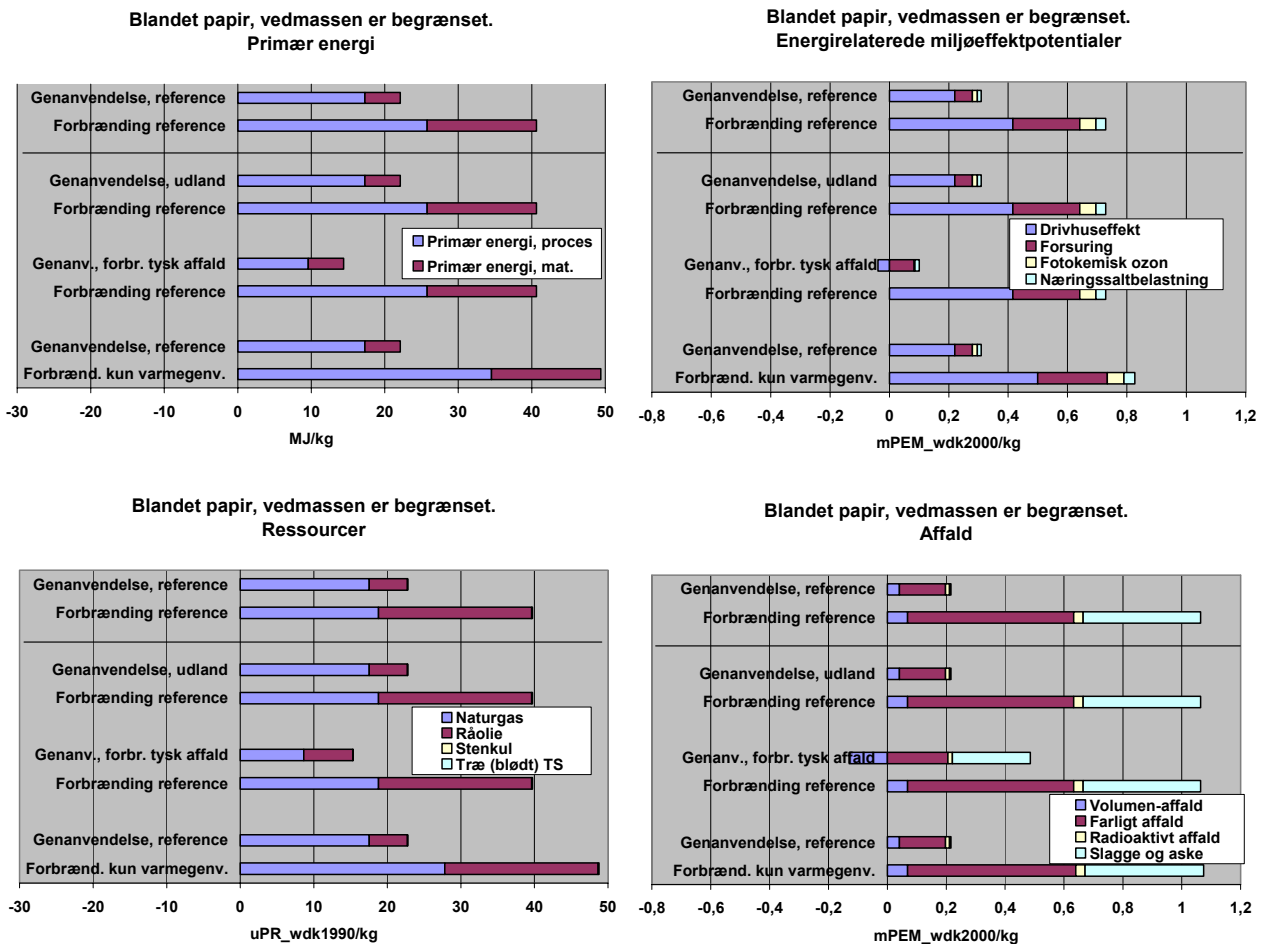 Blandet papir, vedmassen er begrænset.
Primær energi
Genanvendelse, reference
Forbrænding reference
Genanvendelse, udland
Forbrænding reference
Genanv., forbr. tysk affald
Forbrænding reference
Genanvendelse, reference
Forbrænd. kun varmegenv.
Primær energi, proces
Primær energi, mat.
-30 -20 -10 0 10 20 30 40 50
MJ/kg
Blandet papir, vedmassen er begrænset.
Energirelaterede miljøeffektpotentialer
Genanvendelse, reference
Forbrænding reference
Genanvendelse, udland
Forbrænding reference
Genanv., forbr. tysk affald
Forbrænding reference
Genanvendelse, reference
Forbrænd. kun varmegenv.
Drivhuseffekt
Forsuring
Fotokemisk ozon
Næringssaltbelastning
-0,8 -0,6 -0,4 -0,2 0 0,2 0,4 0,6 0,8 1 1,2
mPEM_wdk2000/kg
Blandet papir, vedmassen er begrænset.
Ressourcer
Genanvendelse, reference
Forbrænding reference
Genanvendelse, udland
Forbrænding reference
Genanv., forbr. tysk affald
Forbrænding reference
Genanvendelse, reference
Forbrænd. kun varmegenv.
Naturgas
Råolie
Stenkul
Træ (blødt) TS
-30 -20 -10 0 10 20 30 40 50
uPR_wdk1990/kg
Blandet papir, vedmassen er begrænset.
Affald
Genanvendelse, reference
Forbrænding reference
Genanvendelse, udland
Forbrænding reference
Genanv., forbr. tysk affald
Forbrænding reference
Genanvendelse, reference
Forbrænd. kun varmegenv.
Volumen-affald
Farligt affald
Radioaktivt affald
Slagge og aske
-0,8 -0,6 -0,4 -0,2 0 0,2 0,4 0,6 0,8 1 1,2
mPEM_wdk2000/kg